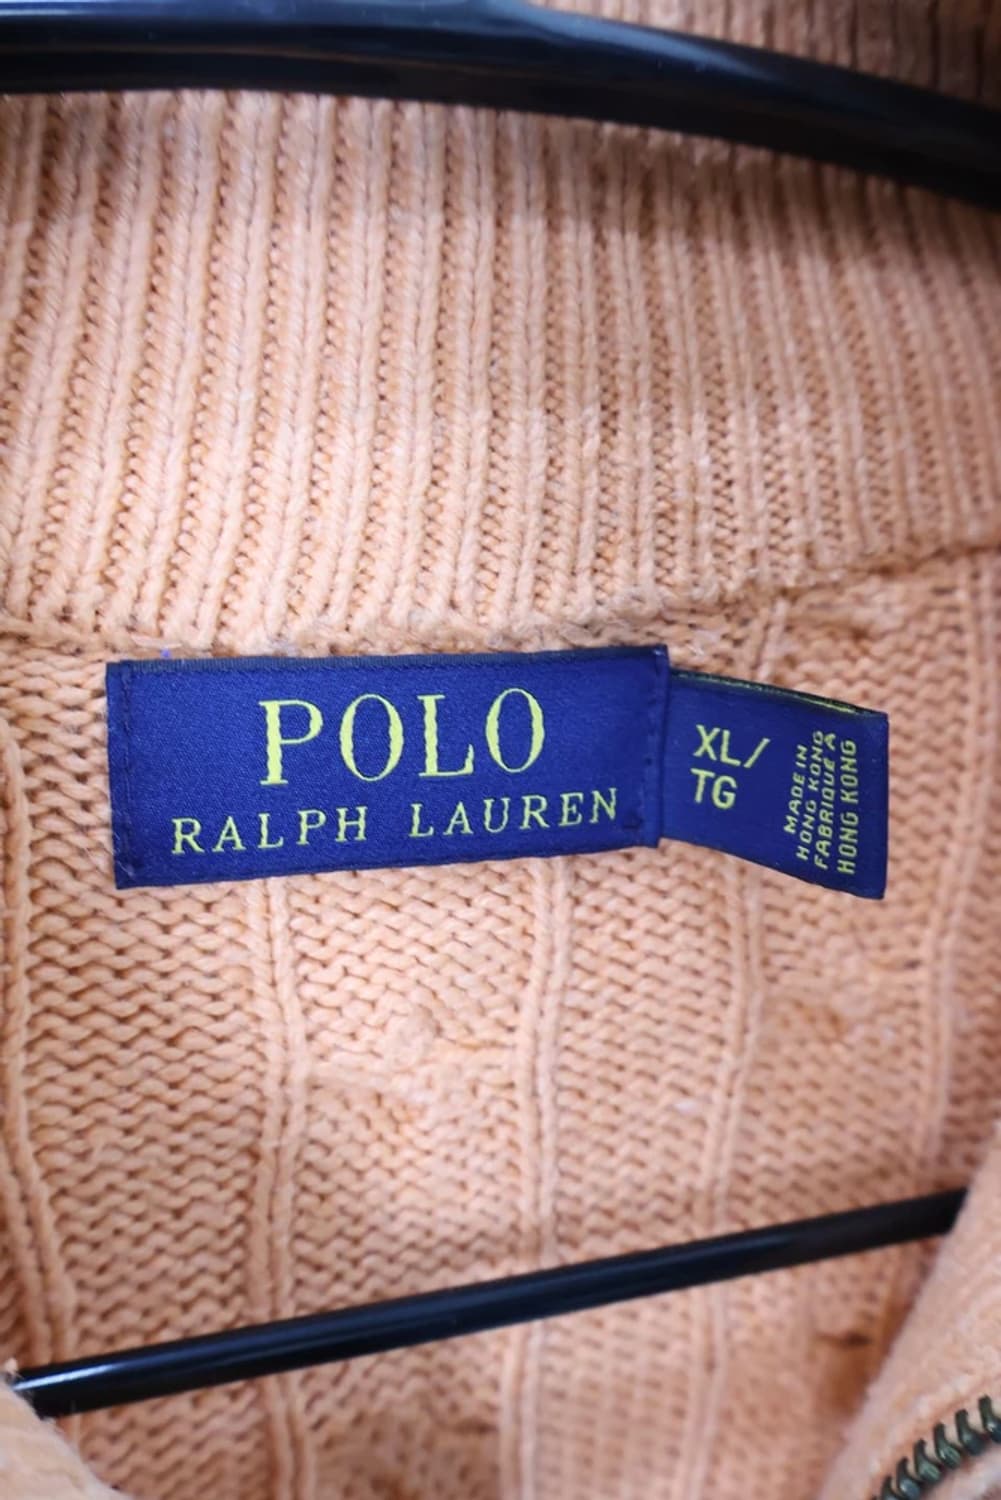 POLO
RALPH LAUREN
XL/
TG
MADE IN
HONG KONG
FABRIQUÉ A
HONG KONG